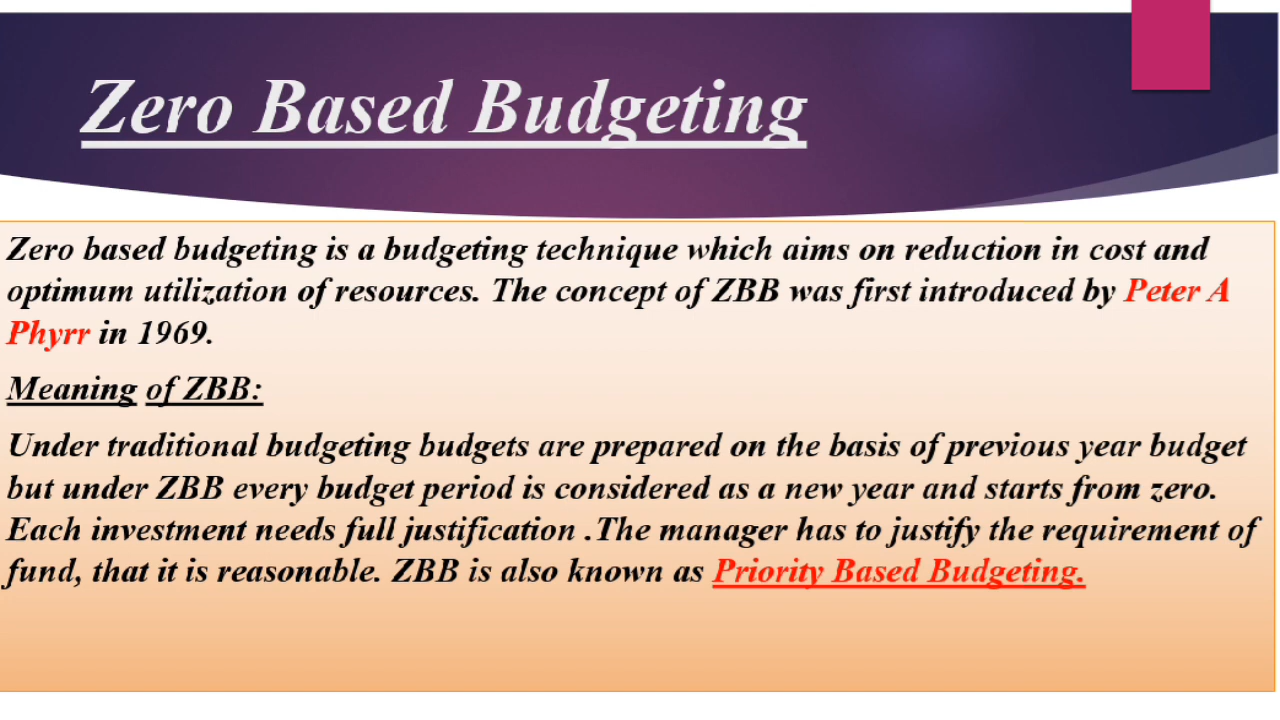 Zero Based Budgeting
Zero based budgeting is a budgeting technique which aims on reduction in cost and
optimum utilization of resources. The concept of ZBB was first introduced by Peter A
Phyrr in 1969.
Meaning of ZBB:
Under traditional budgeting budgets are prepared on the basis of previous year budget
but under ZBB every budget period is considered as a new year and starts from zero.
Each investment needs full justification .The manager has to justify the requirement of
fund, that it is reasonable. ZBB is also known as Priority Based Budgeting.